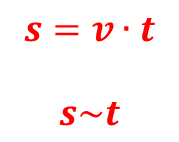 s = v · t
s~t